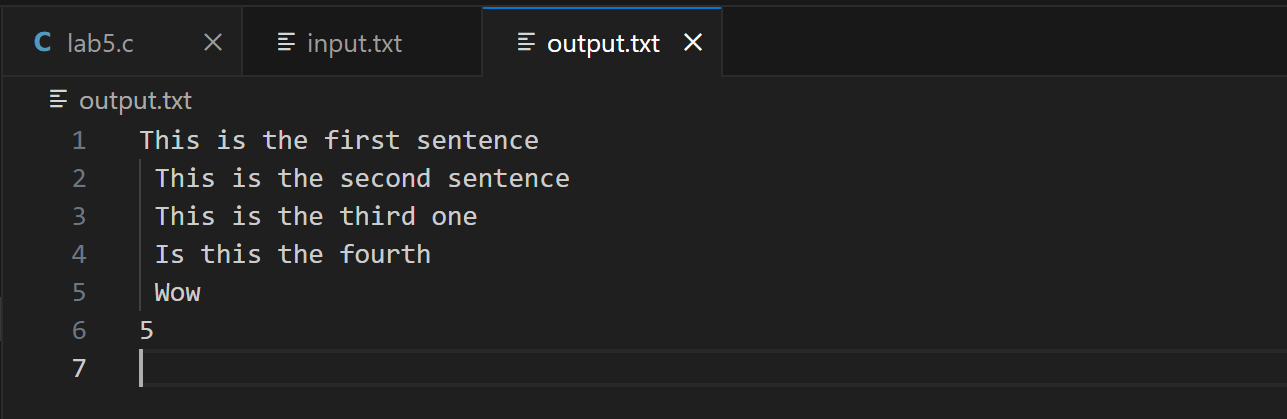 C lab5.c × input.txt output.txt ×
output.txt
1 This is the first sentence
2 This is the second sentence
3 This is the third one
4 Is this the fourth
5 Wow
6 5
7